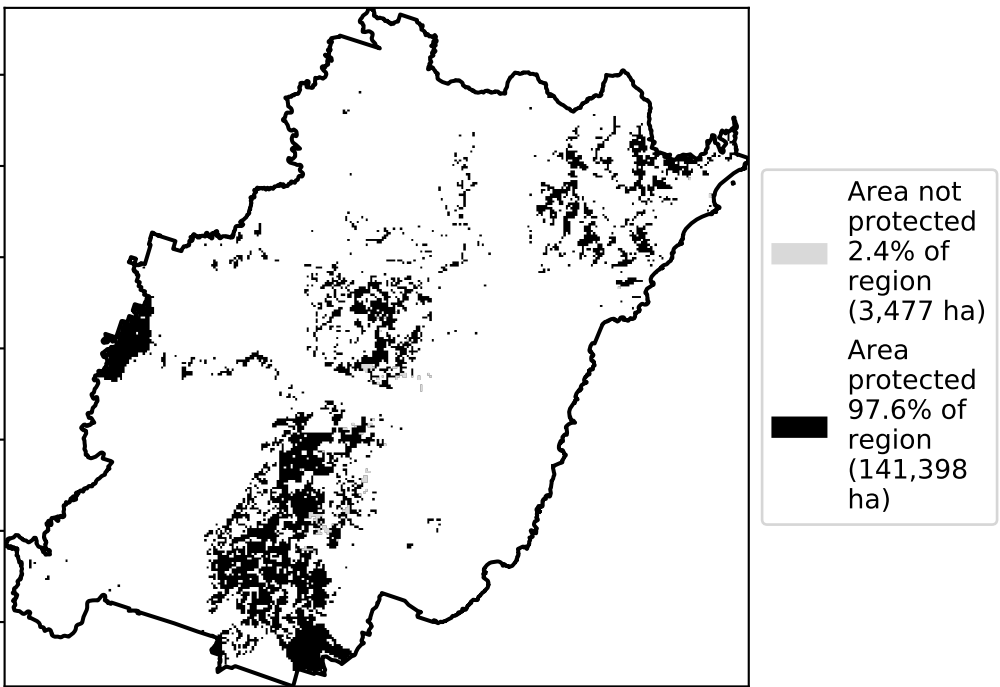 Area not
protected
2.4% of
region
(3,477 ha)
Area
protected
97.6% of
region
(141,398
ha)